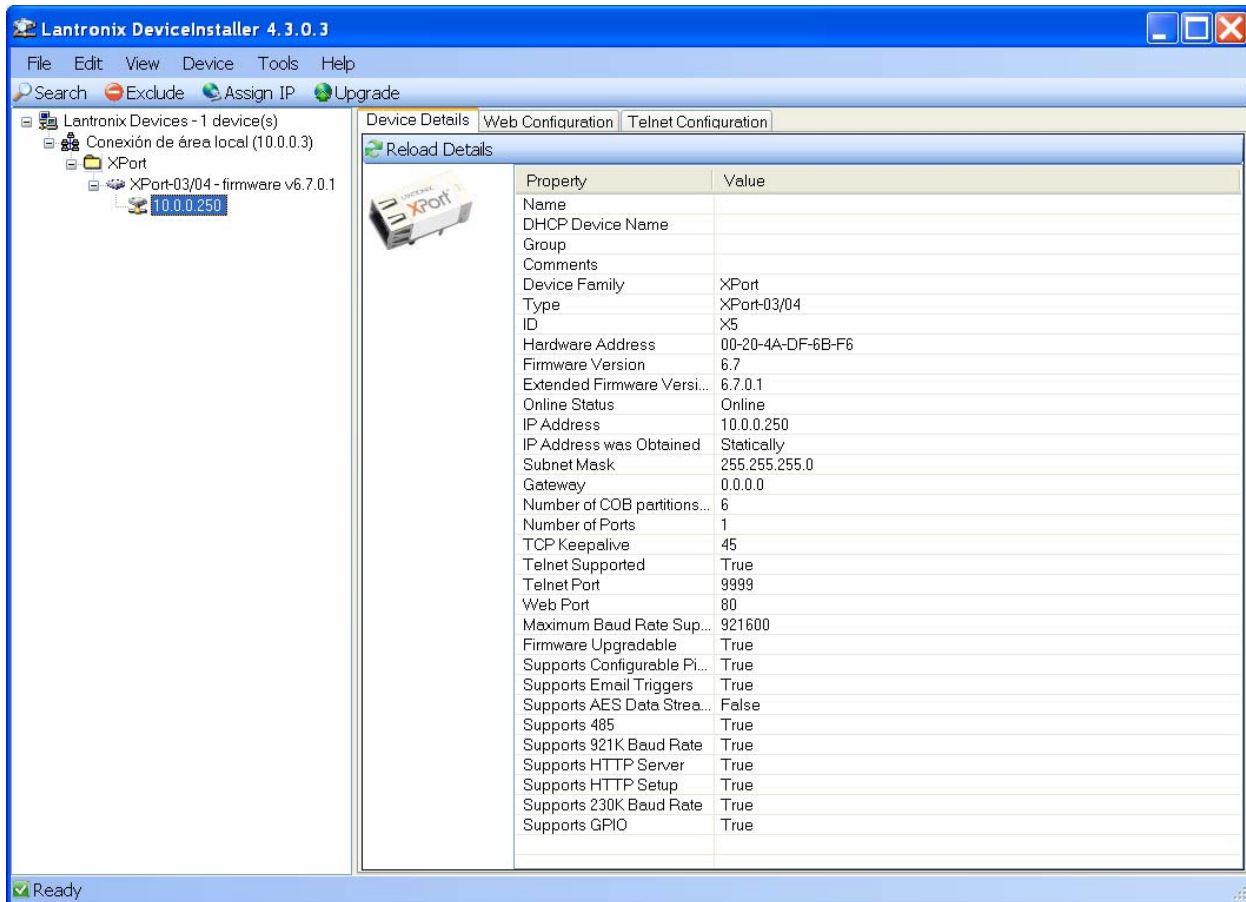 Lantronix DeviceInstaller 4.3.0.3
File Edit View Device Tools Help
Search Exclude Assign IP Upgrade
Lantronix Devices - 1 device(s)
Conexión de área local (10.0.0.3)
XPort
XPort-03/04 - firmware v6.7.0.1
10.0.0.250
Device Details Web Configuration Telnet Configuration
Reload Details
LANTRONIX
XPort
Property Value
Name
DHCP Device Name
Group
Comments
Device Family XPort
Type XPort-03/04
ID X5
Hardware Address 00-20-4A-DF-6B-F6
Firmware Version 6.7
Extended Firmware Versi... 6.7.0.1
Online Status Online
IP Address 10.0.0.250
IP Address was Obtained Statically
Subnet Mask 255.255.255.0
Gateway 0.0.0.0
Number of COB partitions... 6
Number of Ports 1
TCP Keepalive 45
Telnet Supported True
Telnet Port 9999
Web Port 80
Maximum Baud Rate Sup... 921600
Firmware Upgradable True
Supports Configurable Pi... True
Supports Email Triggers True
Supports AES Data Strea... False
Supports 485 True
Supports 921K Baud Rate True
Supports HTTP Server True
Supports HTTP Setup True
Supports 230K Baud Rate True
Supports GPIO True
Ready